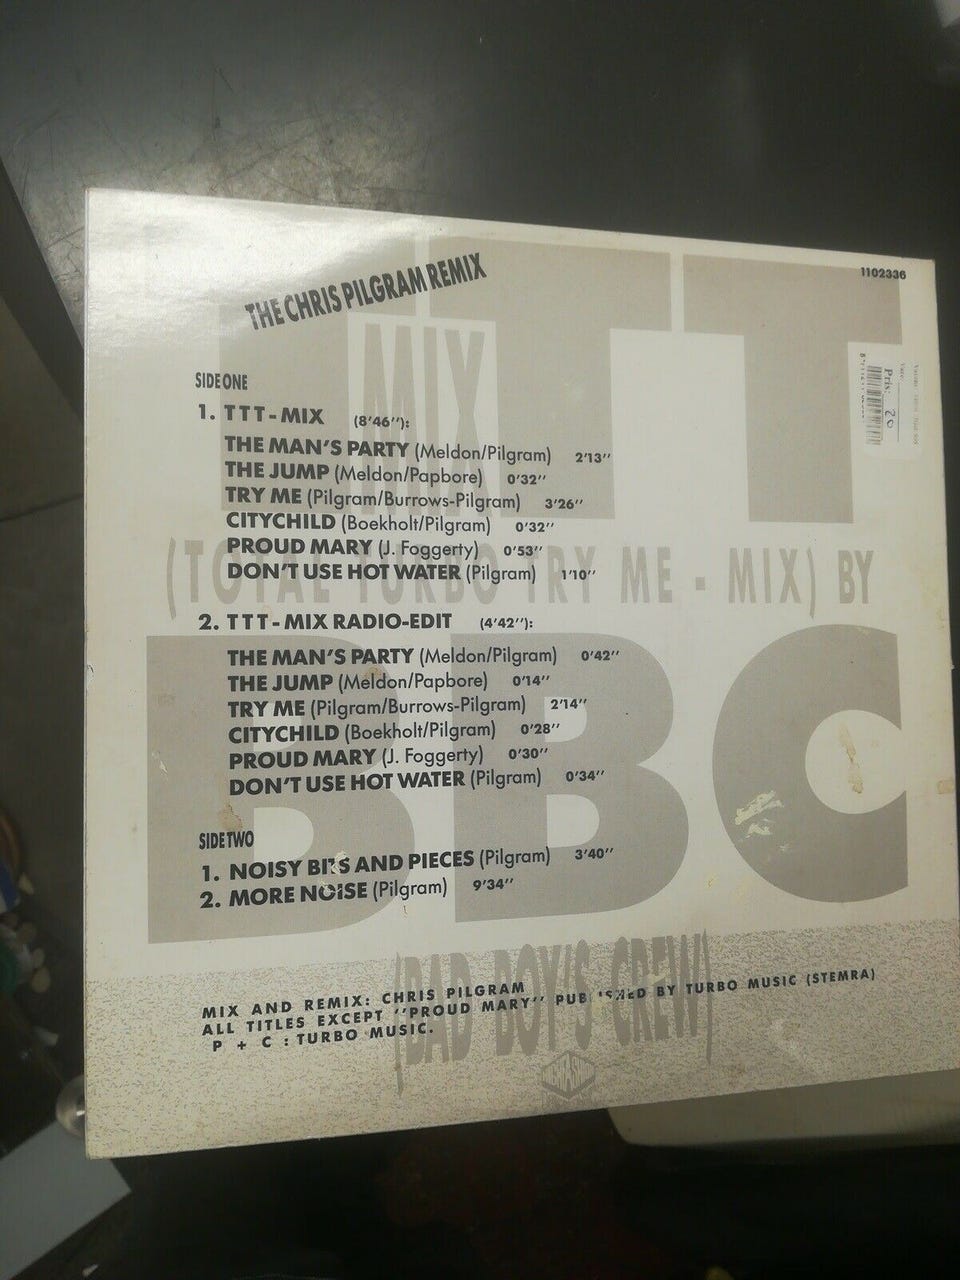 THE CHRIS PILGRAM REMIX
1102336
TTT
MIX
Pris: 20
SIDE ONE
1. TTT-MIX (8'46''):
THE MAN'S PARTY (Meldon/Pilgram) 2'13''
THE JUMP (Meldon/Papbore) 0'32''
TRY ME (Pilgram/Burrows-Pilgram) 3'26''
CITYCHILD (Boekholt/Pilgram) 0'32''
PROUD MARY (J. Foggerty) 0'53''
DON'T USE HOT WATER (Pilgram) 1'10''
(TOTAL TURBO TRY ME - MIX) BY
2. TTT-MIX RADIO-EDIT (4'42''):
THE MAN'S PARTY (Meldon/Pilgram) 0'42''
THE JUMP (Meldon/Papbore) 0'14''
TRY ME (Pilgram/Burrows-Pilgram) 2'14''
CITYCHILD (Boekholt/Pilgram) 0'28''
PROUD MARY (J. Foggerty) 0'30''
DON'T USE HOT WATER (Pilgram) 0'34''
BBC
SIDE TWO
1. NOISY BITS AND PIECES (Pilgram) 3'40''
2. MORE NOISE (Pilgram) 9'34''
(BAD BOY'S CREW)
MIX AND REMIX: CHRIS PILGRAM
ALL TITLES EXCEPT ''PROUD MARY'' PUBLISHED BY TURBO MUSIC (STEMRA)
P + C : TURBO MUSIC.